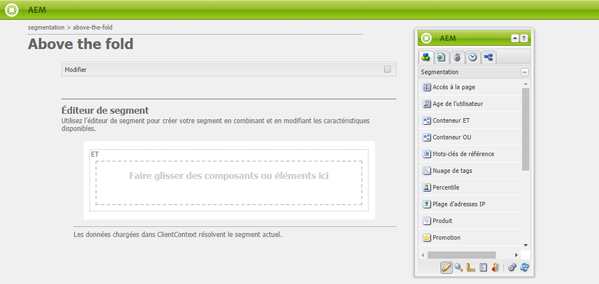 AEM
segmentation > above-the-fold
Above the fold
Modifier
Éditeur de segment
Utilisez l'éditeur de segment pour créer votre segment en combinant et en modifiant les caractéristiques
disponibles.
ET
Faire glisser des composants ou éléments ici
Les données chargées dans ClientContext résolvent le segment actuel.
AEM
?
Segmentation
Accès à la page
Age de l'utilisateur
Conteneur ET
Conteneur OU
Mots-clés de référence
Nuage de tags
Percentile
Plage d'adresses IP
Produit
Promotion